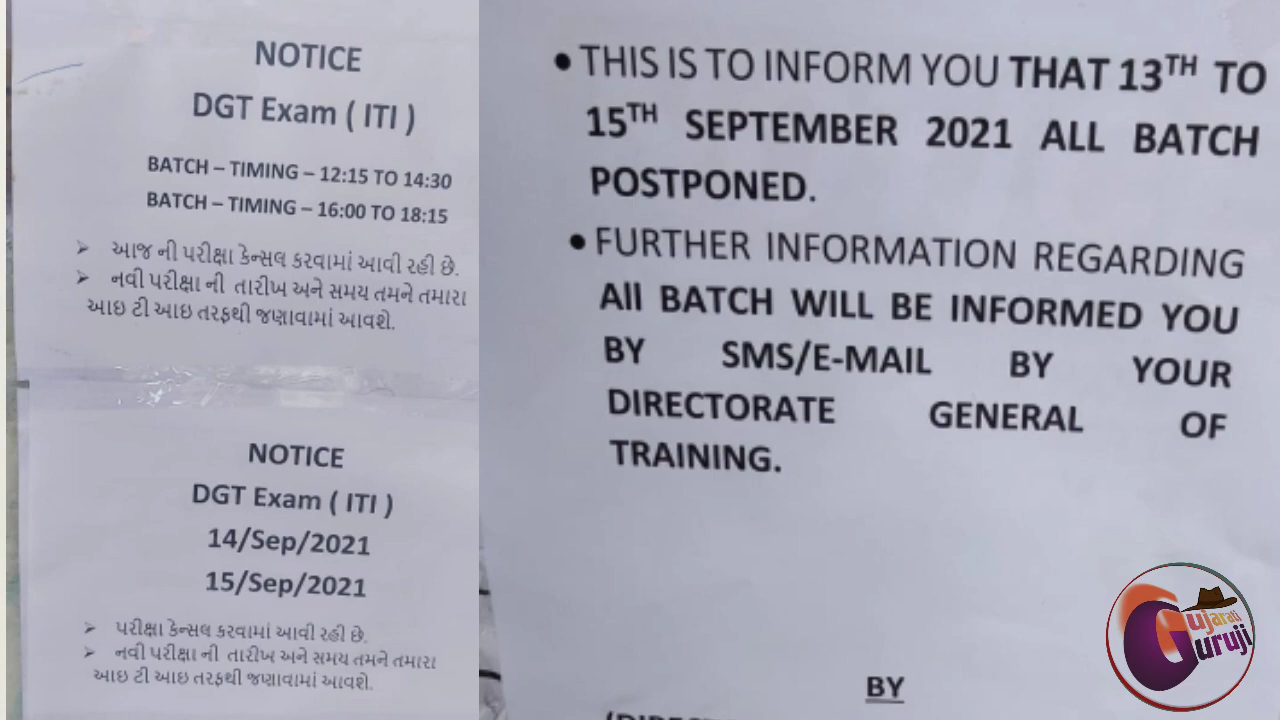 NOTICE
DGT Exam ( ITI )
BATCH – TIMING – 12:15 TO 14:30
BATCH – TIMING – 16:00 TO 18:15
➢ આજ ની પરીક્ષા કેન્સલ કરવામાં આવી રહી છે.
➢ નવી પરીક્ષા ની તારીખ અને સમય તમને તમારા
આઇ ટી આઇ તરફથી જણાવામાં આવશે.
NOTICE
DGT Exam ( ITI )
14/Sep/2021
15/Sep/2021
➢ પરીક્ષા કેન્સલ કરવામાં આવી રહી છે.
➢ નવી પરીક્ષા ની તારીખ અને સમય તમને તમારા
આઇ ટી આઇ તરફથી જણાવામાં આવશે.
• THIS IS TO INFORM YOU THAT 13TH TO
15TH SEPTEMBER 2021 ALL BATCH
POSTPONED.
• FURTHER INFORMATION REGARDING
All BATCH WILL BE INFORMED YOU
BY SMS/E-MAIL BY YOUR
DIRECTORATE GENERAL OF
TRAINING.
BY
Gujarati
Guruji